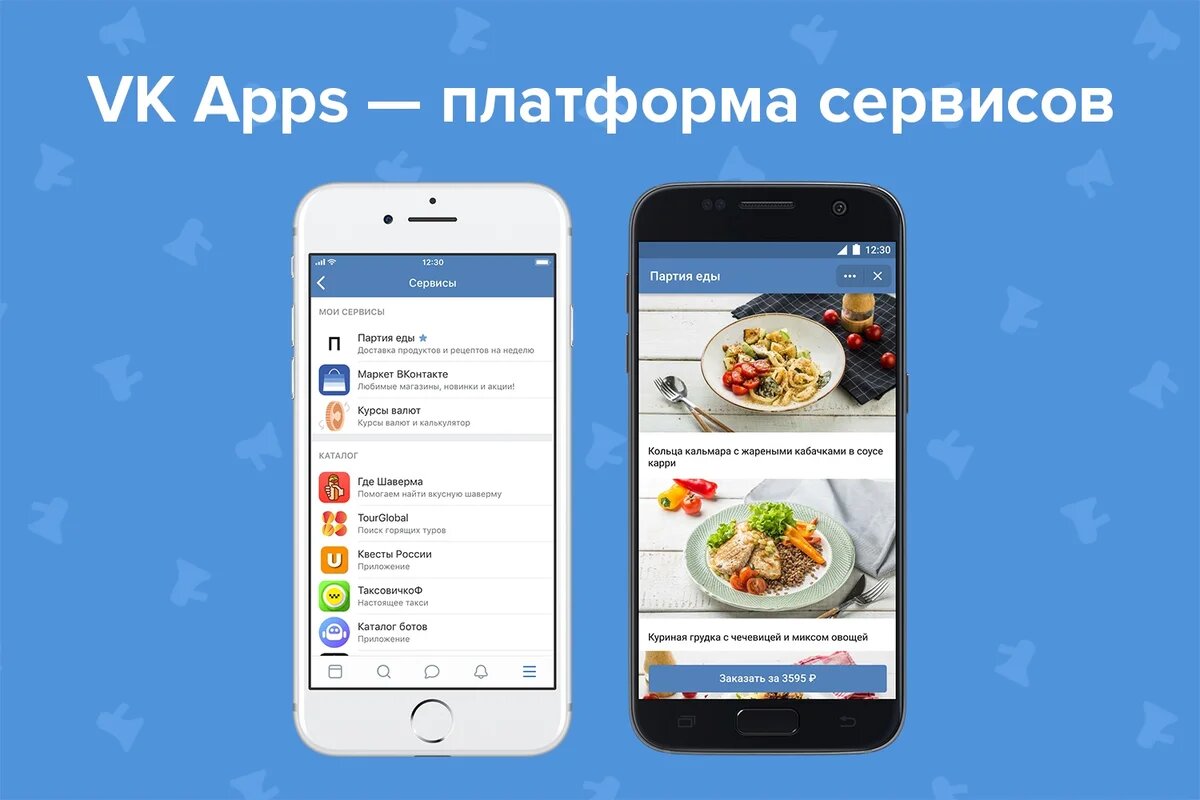 VK Apps — платформа сервисов
12:30
Сервисы
МОИ СЕРВИСЫ
П
Партия еды
Доставка продуктов и рецептов на неделю
Маркет ВКонтакте
Любимые магазины, новинки и акции!
Курсы валют
Курсы валют и калькулятор
КАТАЛОГ
Где Шаверма
Помогаем найти вкусную шаверму
TourGlobal
Поиск горящих туров
U
Квесты России
Приложение
ТаксовичкоФ
Настоящее такси
Каталог ботов
Приложение
12:30
Партия еды
Кольца кальмара с жареными кабачками в соусе
карри
Куриная грудка с чечевицей и миксом овощей
Заказать за 3595 ₽